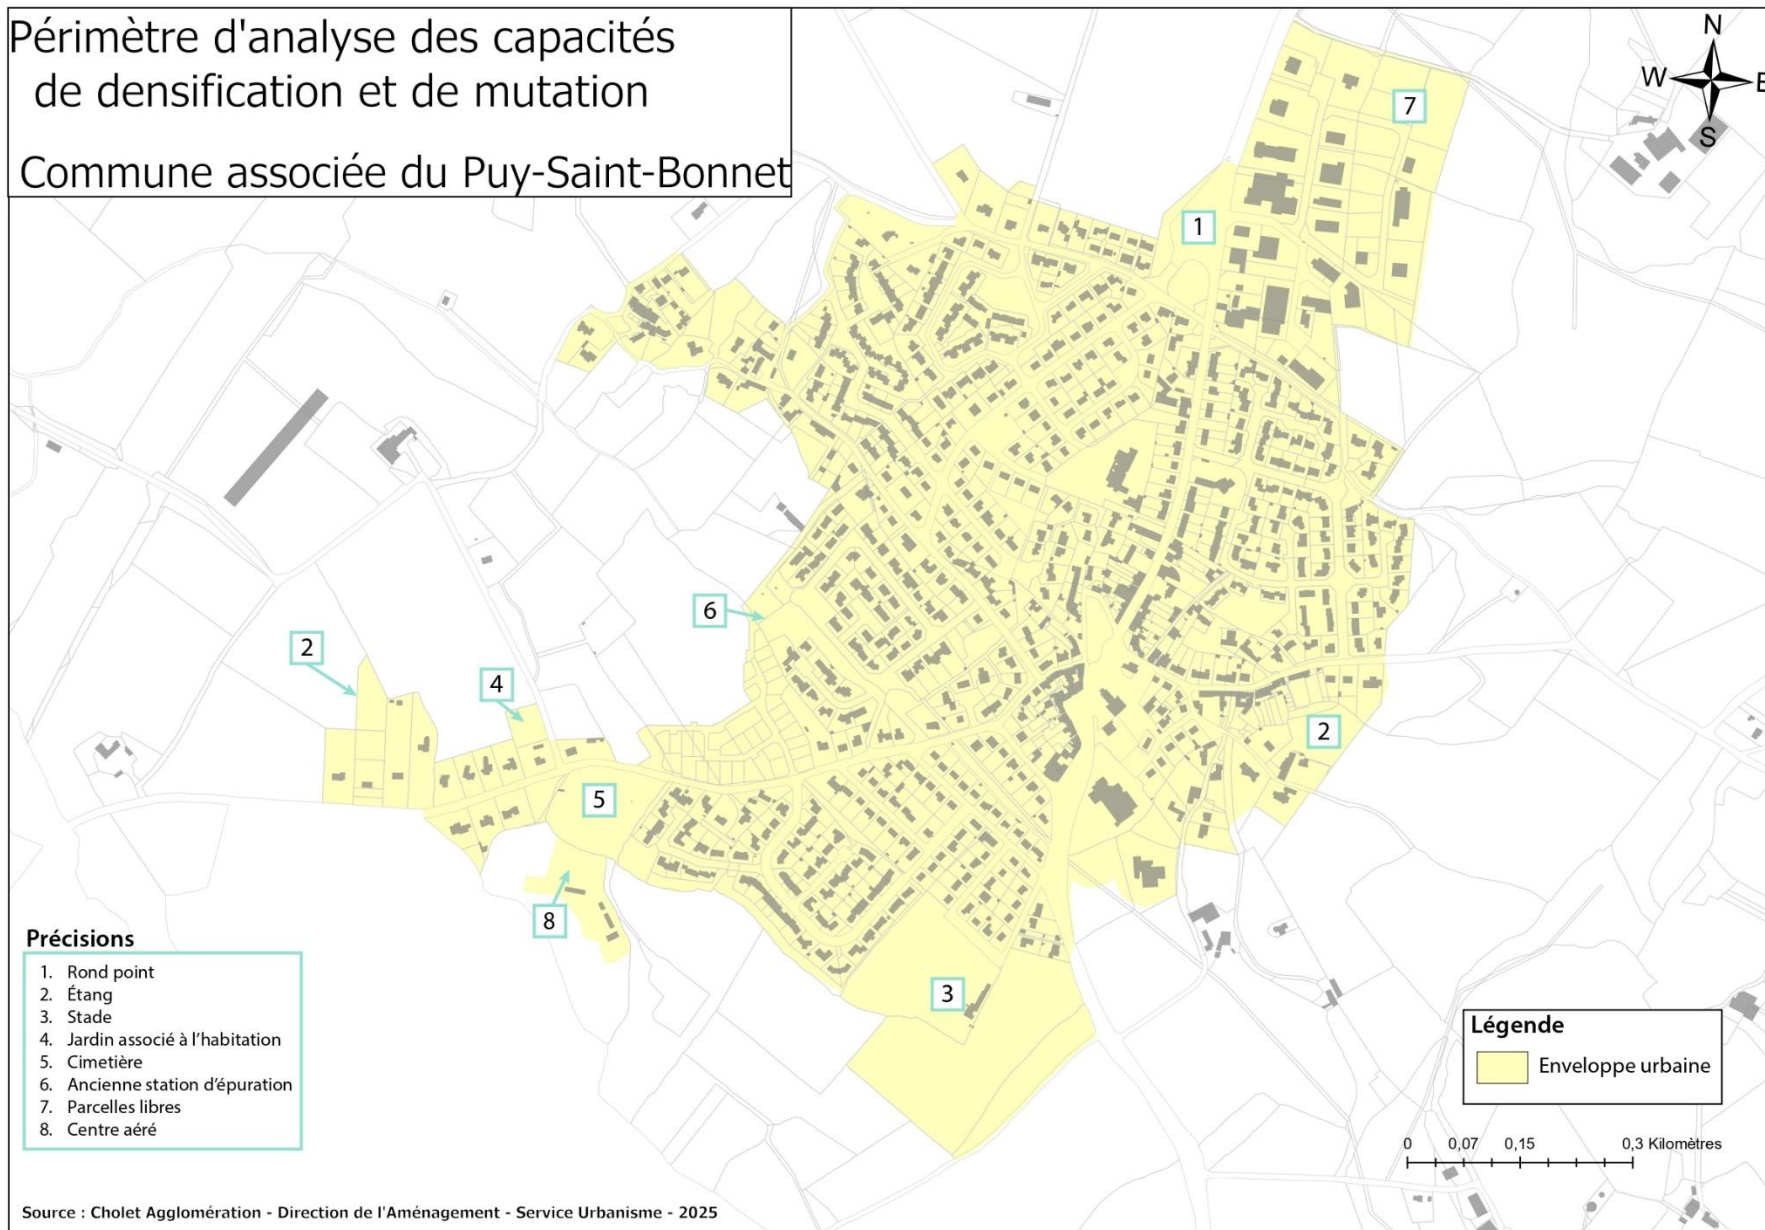 Périmètre d'analyse des capacités
de densification et de mutation
Commune associée du Puy-Saint-Bonnet
N
W
E
S
7
1
6
2
4
2
5
8
3
Précisions
1. Rond point
2. Étang
3. Stade
4. Jardin associé à l'habitation
5. Cimetière
6. Ancienne station d'épuration
7. Parcelles libres
8. Centre aéré
Légende
Enveloppe urbaine
0 0,07 0,15 0,3 Kilomètres
Source : Cholet Agglomération - Direction de l'Aménagement - Service Urbanisme - 2025